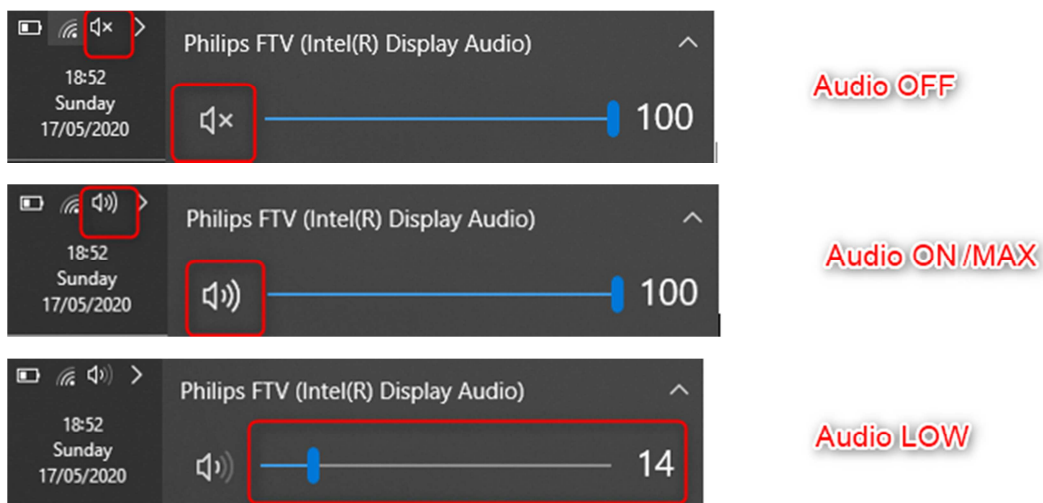 Philips FTV (Intel(R) Display Audio)
18:52
Sunday
17/05/2020
100
Audio OFF
Philips FTV (Intel(R) Display Audio)
18:52
Sunday
17/05/2020
100
Audio ON/MAX
Philips FTV (Intel(R) Display Audio)
18:52
Sunday
17/05/2020
14
Audio LOW